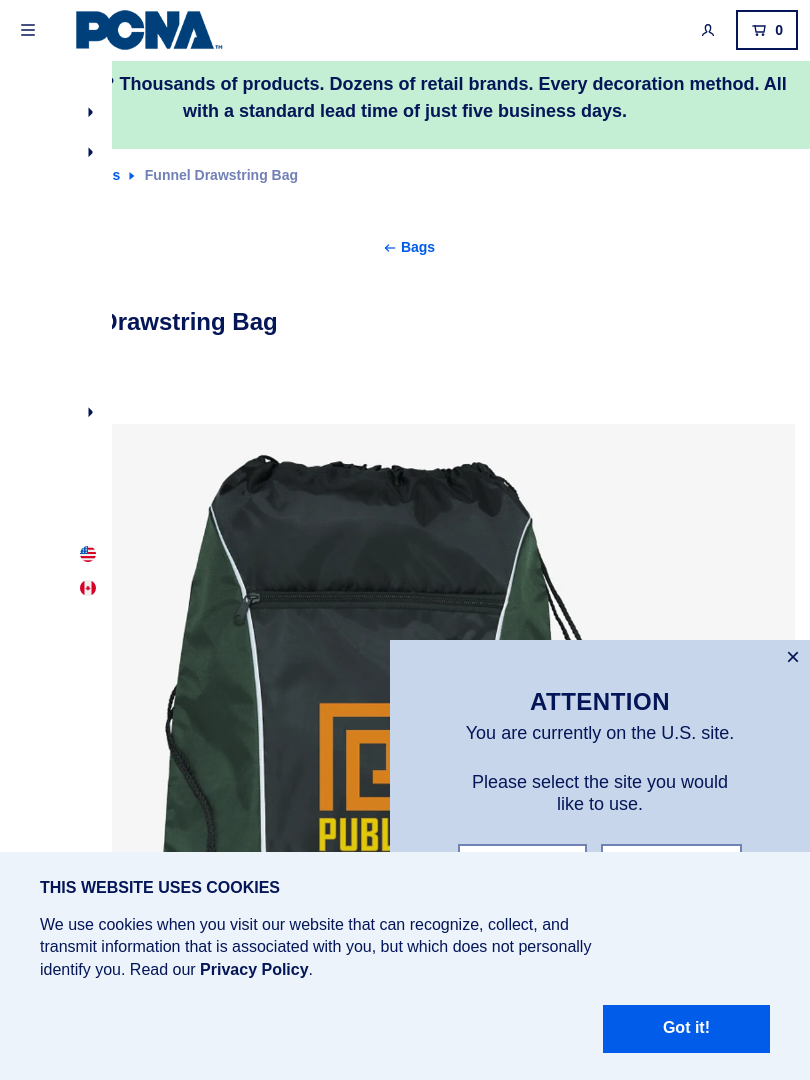 PCNA™
0
? Thousands of products. Dozens of retail brands. Every decoration method. All
with a standard lead time of just five business days.
s Funnel Drawstring Bag
Bags
Drawstring Bag
ATTENTION
You are currently on the U.S. site.
Please select the site you would
like to use.
PUBL
THIS WEBSITE USES COOKIES
We use cookies when you visit our website that can recognize, collect, and
transmit information that is associated with you, but which does not personally
identify you. Read our Privacy Policy.
Got it!